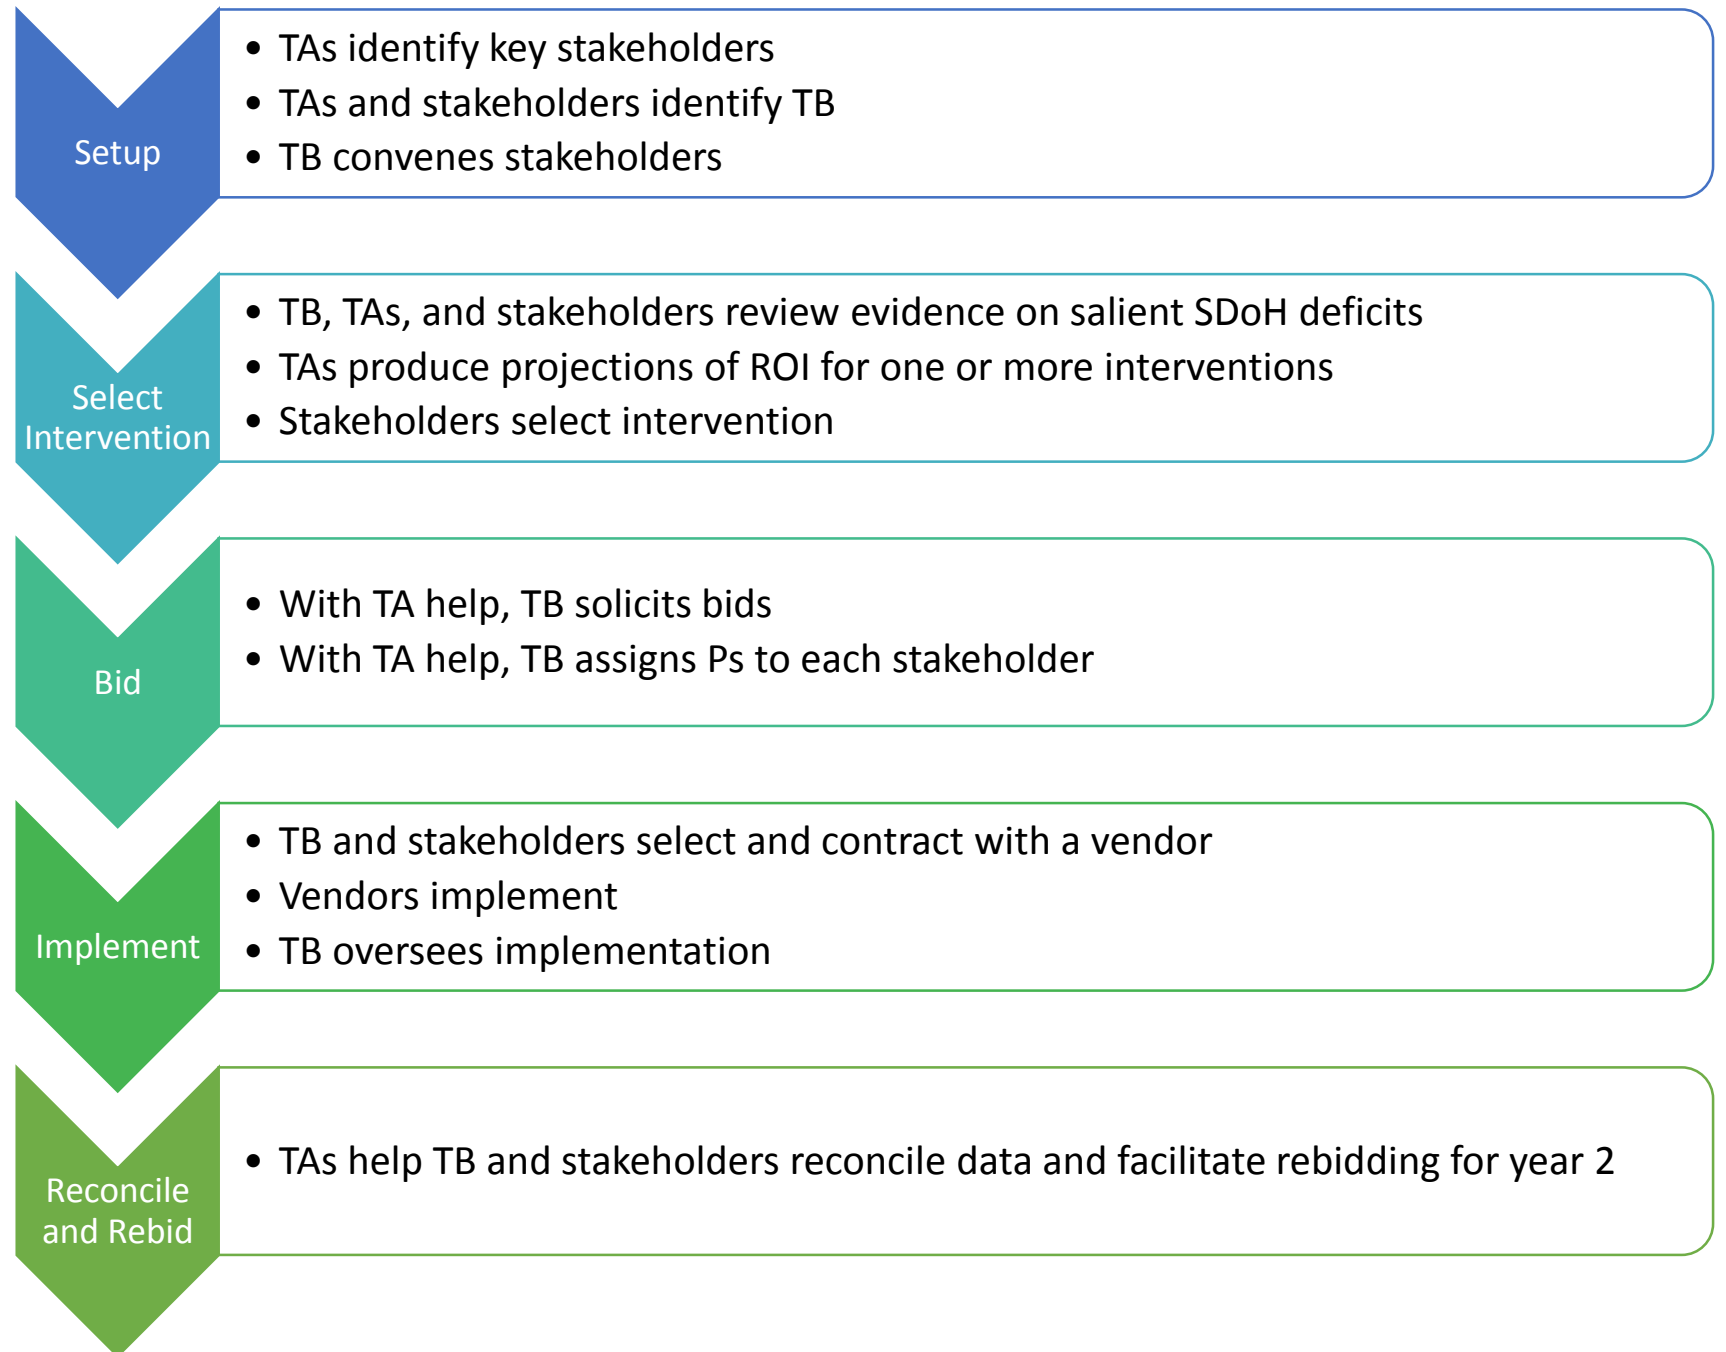 Setup
• TAs identify key stakeholders
• TAs and stakeholders identify TB
• TB convenes stakeholders
Select
Intervention
• TB, TAs, and stakeholders review evidence on salient SDoH deficits
• TAs produce projections of ROI for one or more interventions
• Stakeholders select intervention
Bid
• With TA help, TB solicits bids
• With TA help, TB assigns Ps to each stakeholder
Implement
• TB and stakeholders select and contract with a vendor
• Vendors implement
• TB oversees implementation
Reconcile
and Rebid
• TAs help TB and stakeholders reconcile data and facilitate rebidding for year 2